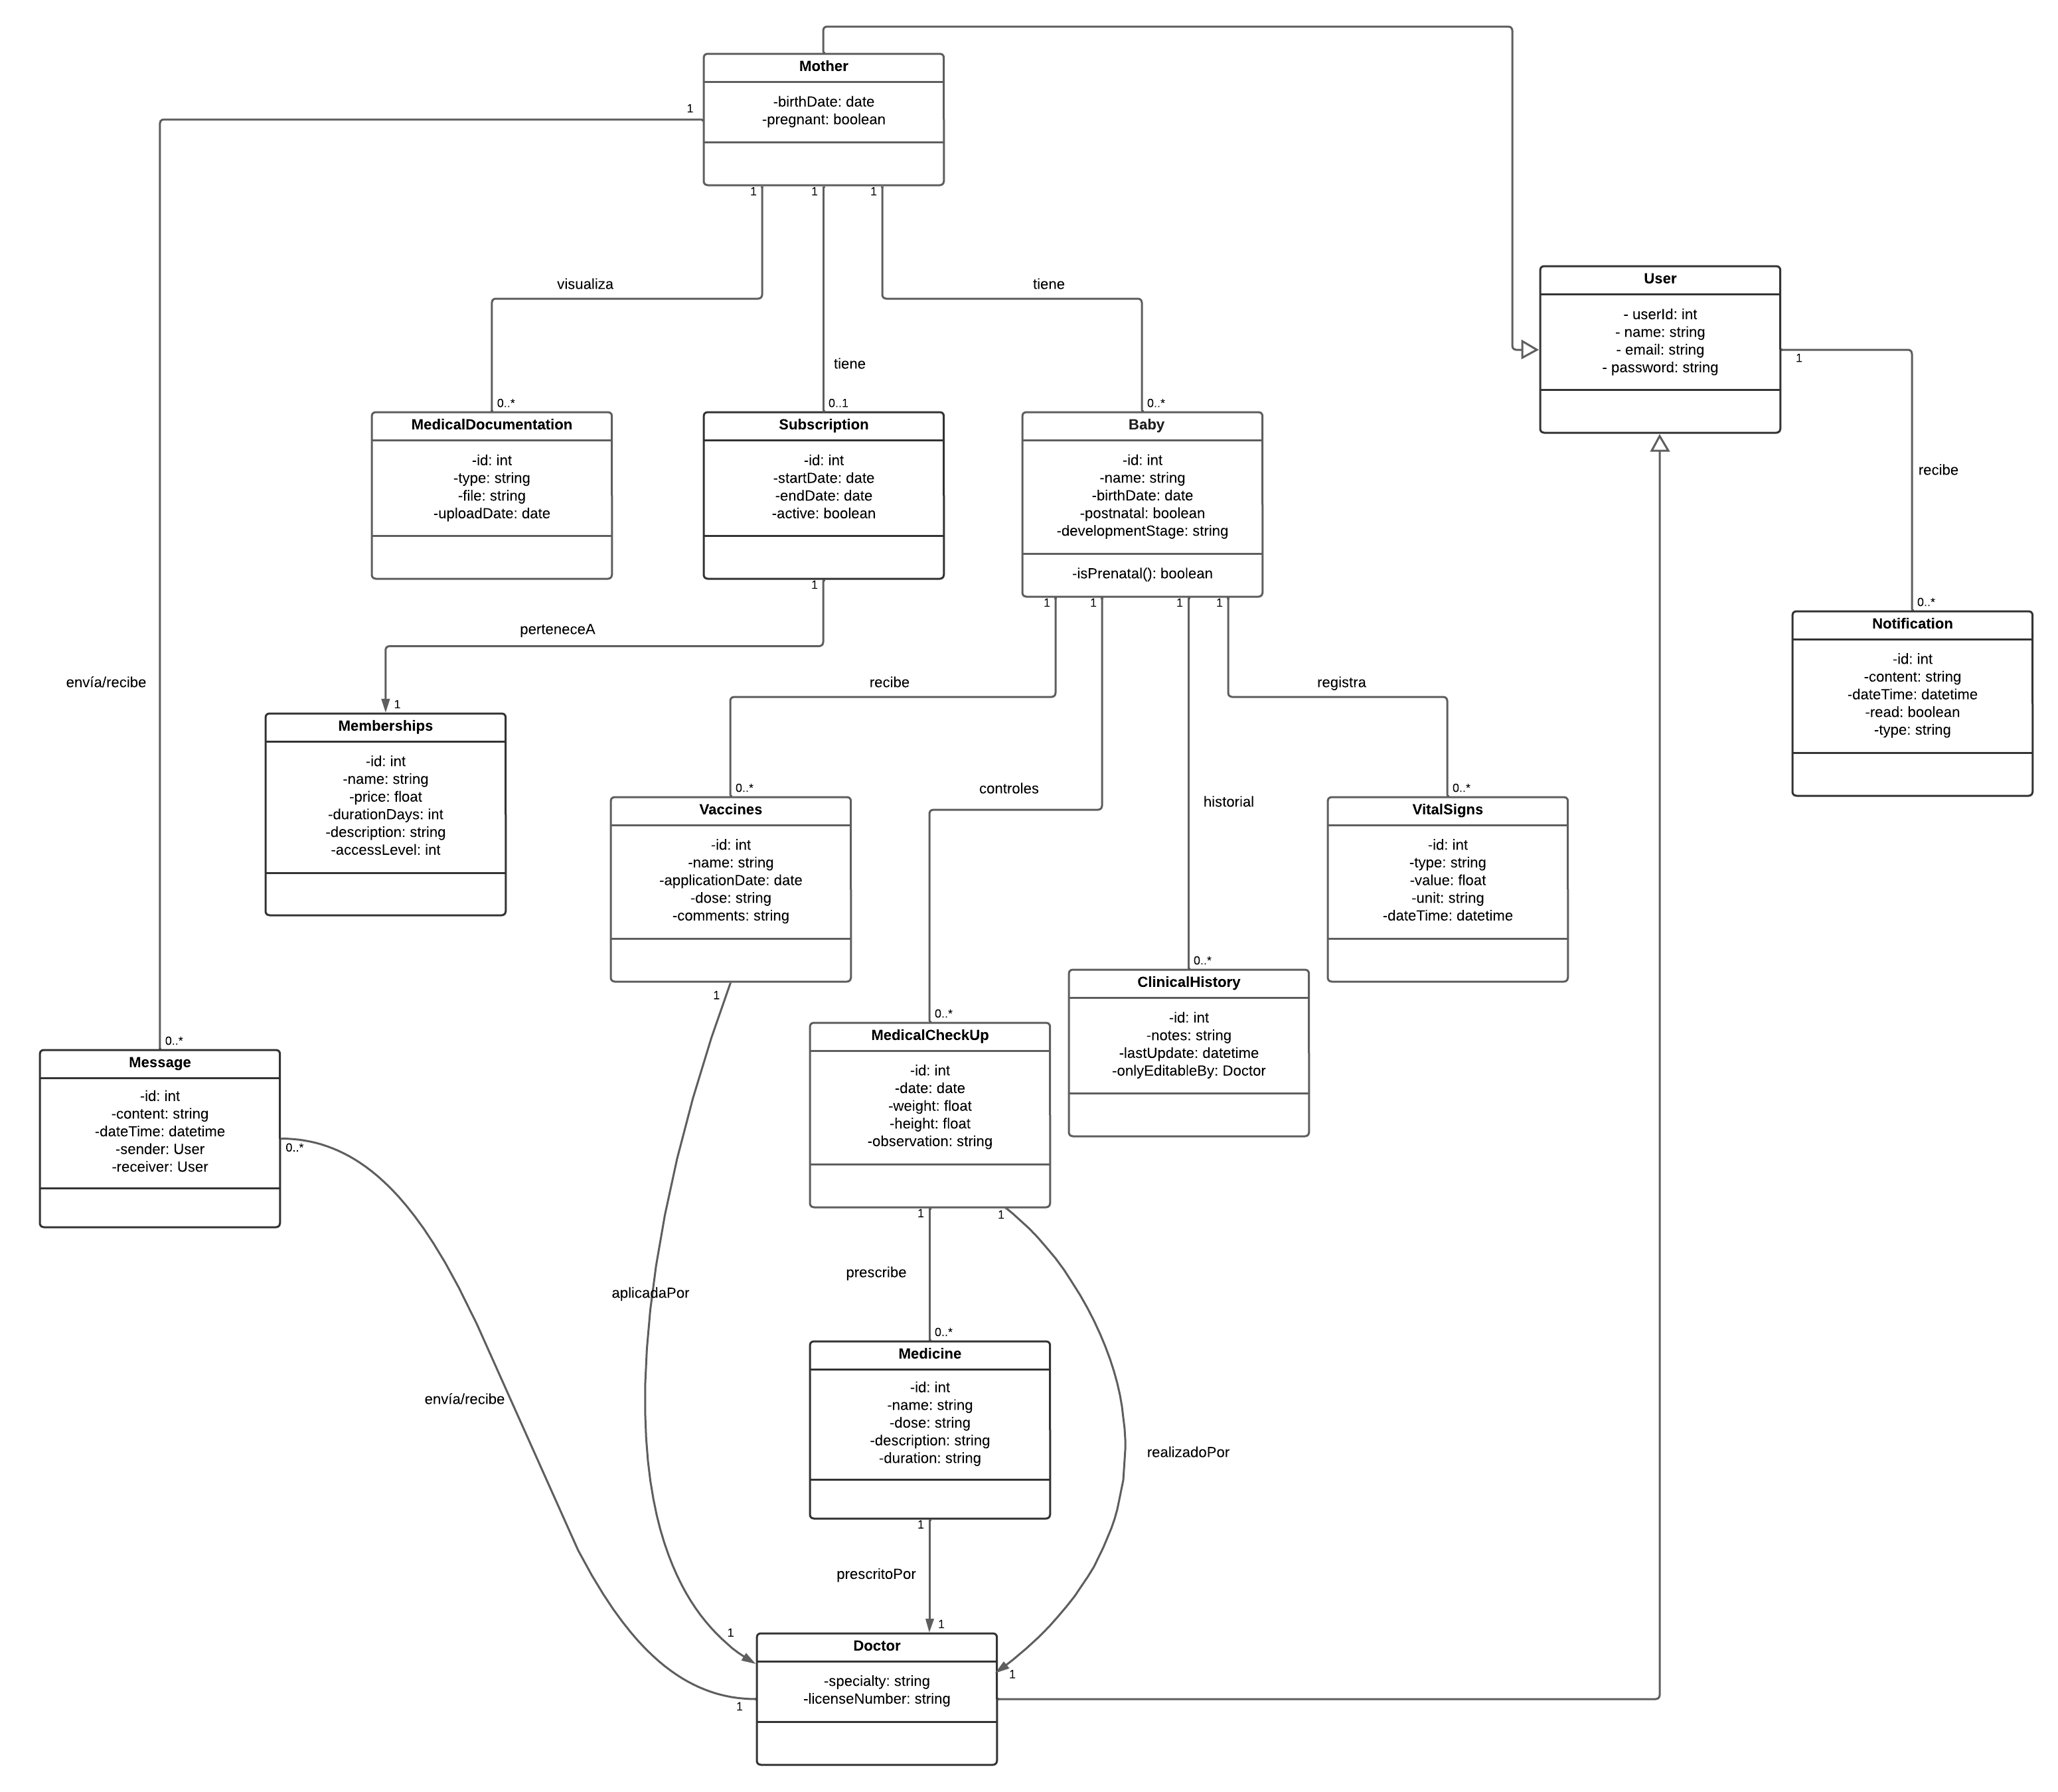 Mother
-birthDate: date
-pregnant: boolean
1
1
1
1
visualiza
tiene
tiene
User
- userId: int
- name: string
- email: string
- password: string
1
recibe
0..*
0..1
0..*
MedicalDocumentation
-id: int
-type: string
-file: string
-uploadDate: date
Subscription
-id: int
-startDate: date
-endDate: date
-active: boolean
1
Baby
-id: int
-name: string
-birthDate: date
-postnatal: boolean
-developmentStage: string
-isPrenatal(): boolean
1
1
1
1
0..*
Notification
-id: int
-content: string
-dateTime: datetime
-read: boolean
-type: string
perteneceA
envía/recibe
recibe
registra
controles
historial
1
Memberships
-id: int
-name: string
-price: float
-durationDays: int
-description: string
-accessLevel: int
0..*
Vaccines
-id: int
-name: string
-applicationDate: date
-dose: string
-comments: string
1
0..*
VitalSigns
-id: int
-type: string
-value: float
-unit: string
-dateTime: datetime
0..*
ClinicalHistory
-id: int
-notes: string
-lastUpdate: datetime
-onlyEditableBy: Doctor
0..*
MedicalCheckUp
-id: int
-date: date
-weight: float
-height: float
-observation: string
1
1
0..*
Message
-id: int
-content: string
-dateTime: datetime
-sender: User
-receiver: User
0..*
prescribe
aplicadaPor
envía/recibe
realizadoPor
0..*
Medicine
-id: int
-name: string
-dose: string
-description: string
-duration: string
1
prescritoPor
1
1
1
1
Doctor
-specialty: string
-licenseNumber: string